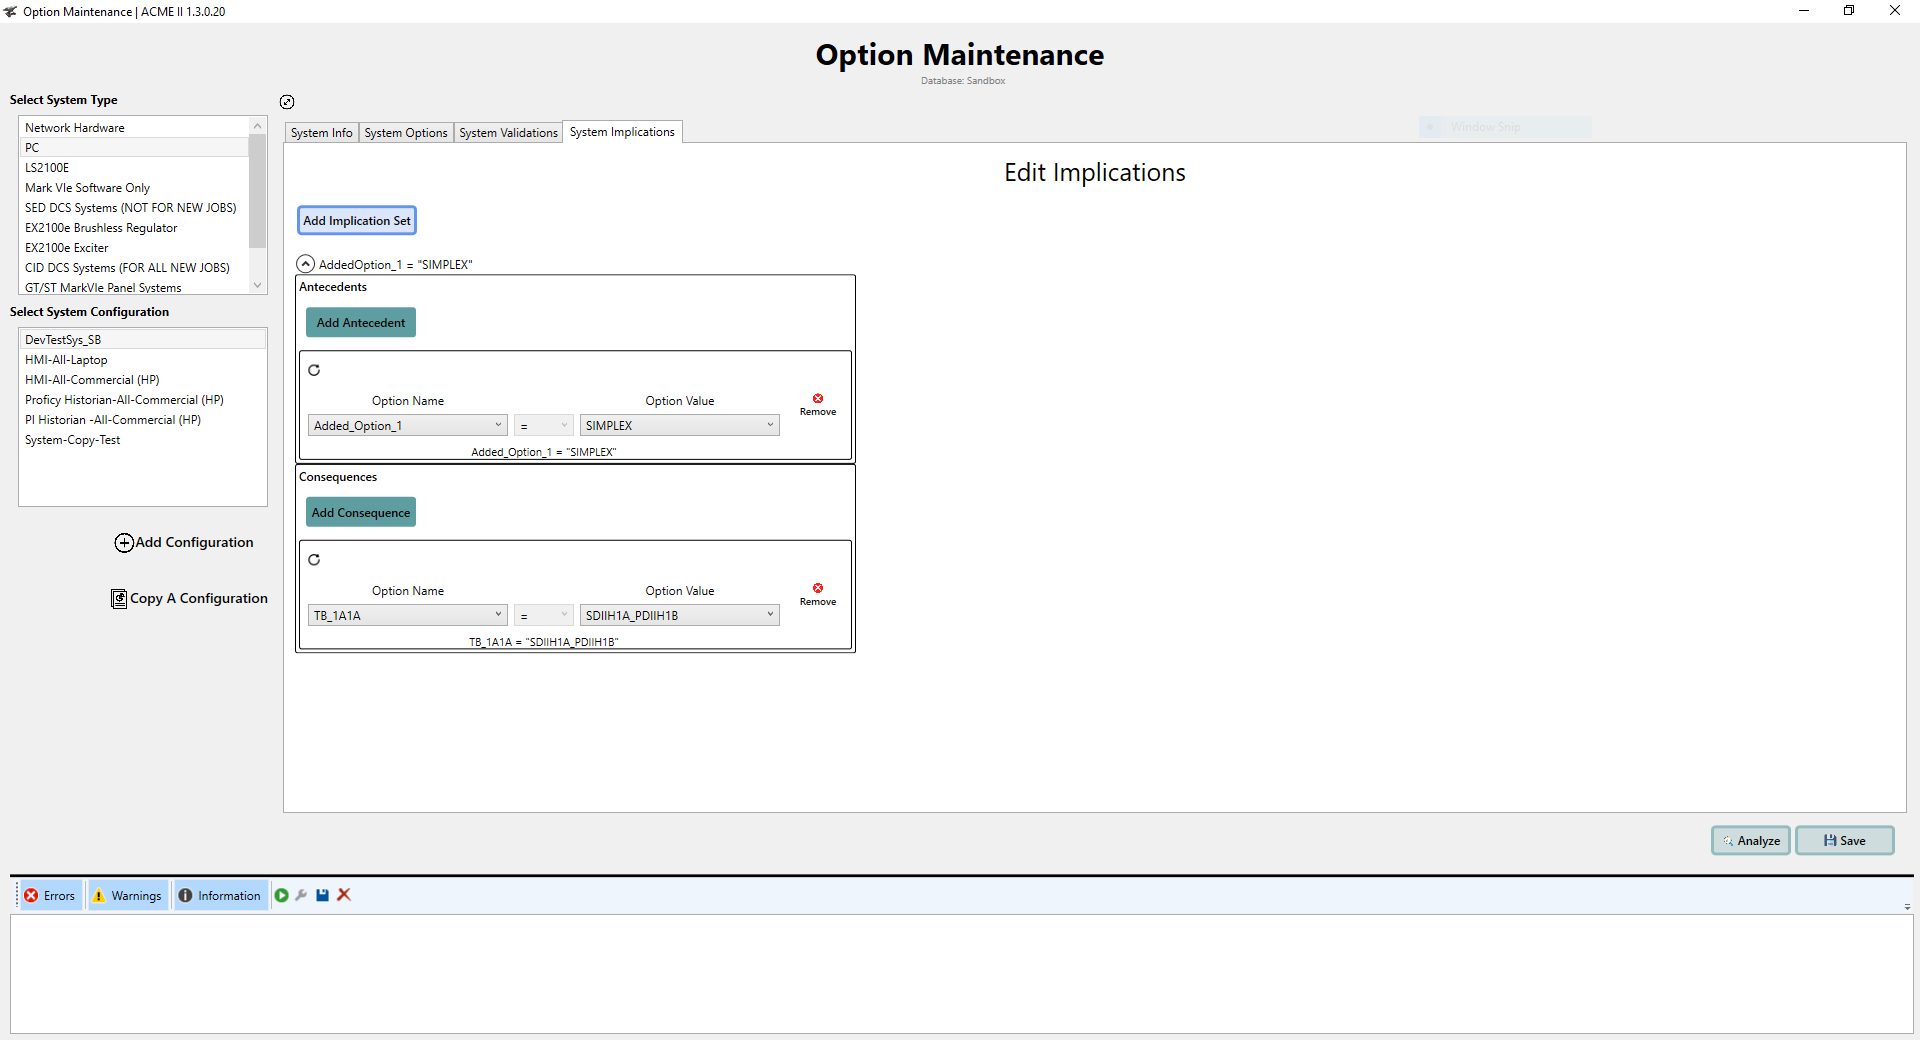 Option Maintenance | ACME II 1.3.0.20
Option Maintenance
Database: Sandbox
Select System Type
Network Hardware
PC
LS2100E
Mark VIe Software Only
SED DCS Systems (NOT FOR NEW JOBS)
EX2100e Brushless Regulator
EX2100e Exciter
CID DCS Systems (FOR ALL NEW JOBS)
GT/ST MarkVIe Panel Systems
Select System Configuration
DevTestSys_SB
HMI-All-Laptop
HMI-All-Commercial (HP)
Proficy Historian-All-Commercial (HP)
PI Historian -All-Commercial (HP)
System-Copy-Test
Add Configuration
Copy A Configuration
System Info System Options System Validations System Implications
Window Snip
Edit Implications
Add Implication Set
AddedOption_1 = "SIMPLEX"
Antecedents
Add Antecedent
Option Name Option Value
Remove
Added_Option_1 = SIMPLEX
Added_Option_1 = "SIMPLEX"
Consequences
Add Consequence
Option Name Option Value
Remove
TB_1A1A = SDIIH1A_PDIIH1B
TB_1A1A = "SDIIH1A_PDIIH1B"
Analyze Save
Errors Warnings Information